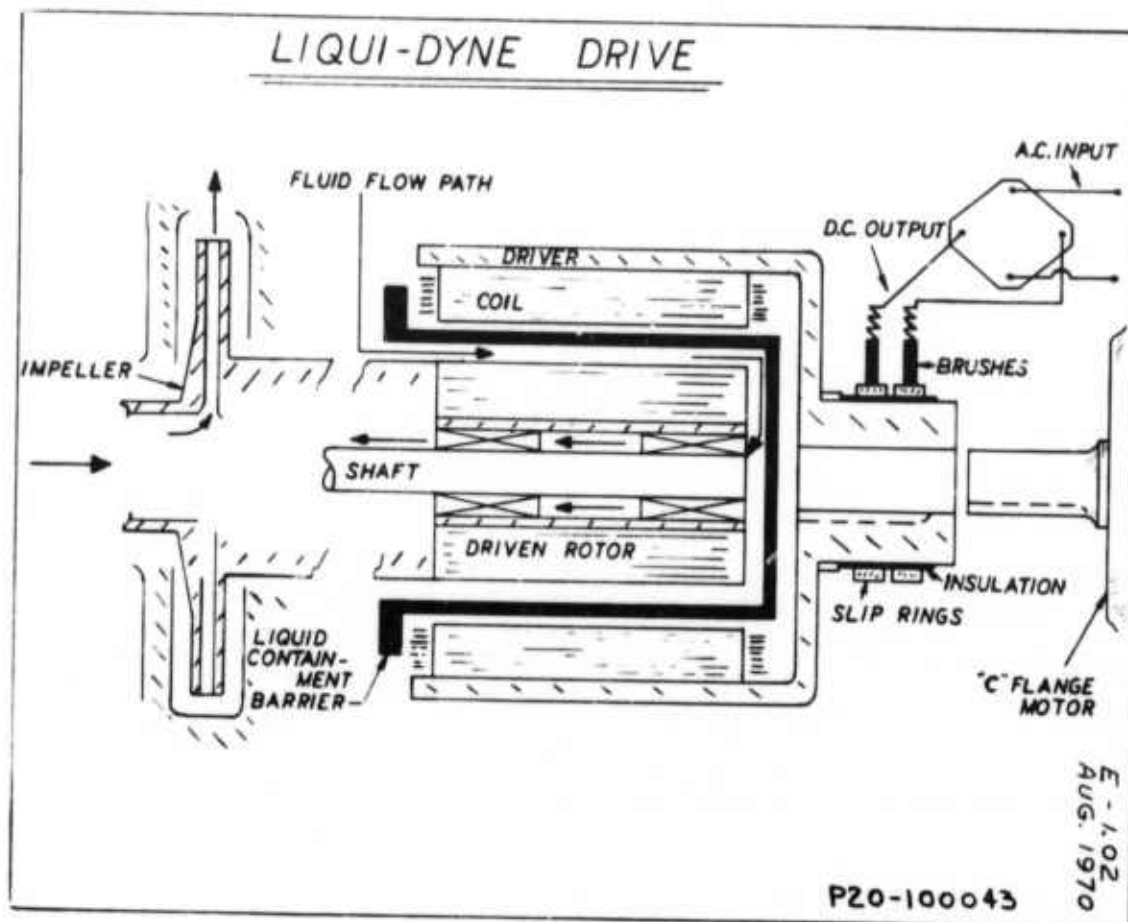 LIQUI-DYNE DRIVE
A.C. INPUT
FLUID FLOW PATH
D.C. OUTPUT
DRIVER
COIL
IMPELLER
BRUSHES
SHAFT
DRIVEN ROTOR
INSULATION
SLIP RINGS
LIQUID
CONTAIN-
MENT
BARRIER
"C" FLANGE
MOTOR
E-1.02
AUG. 1970
P20-100043